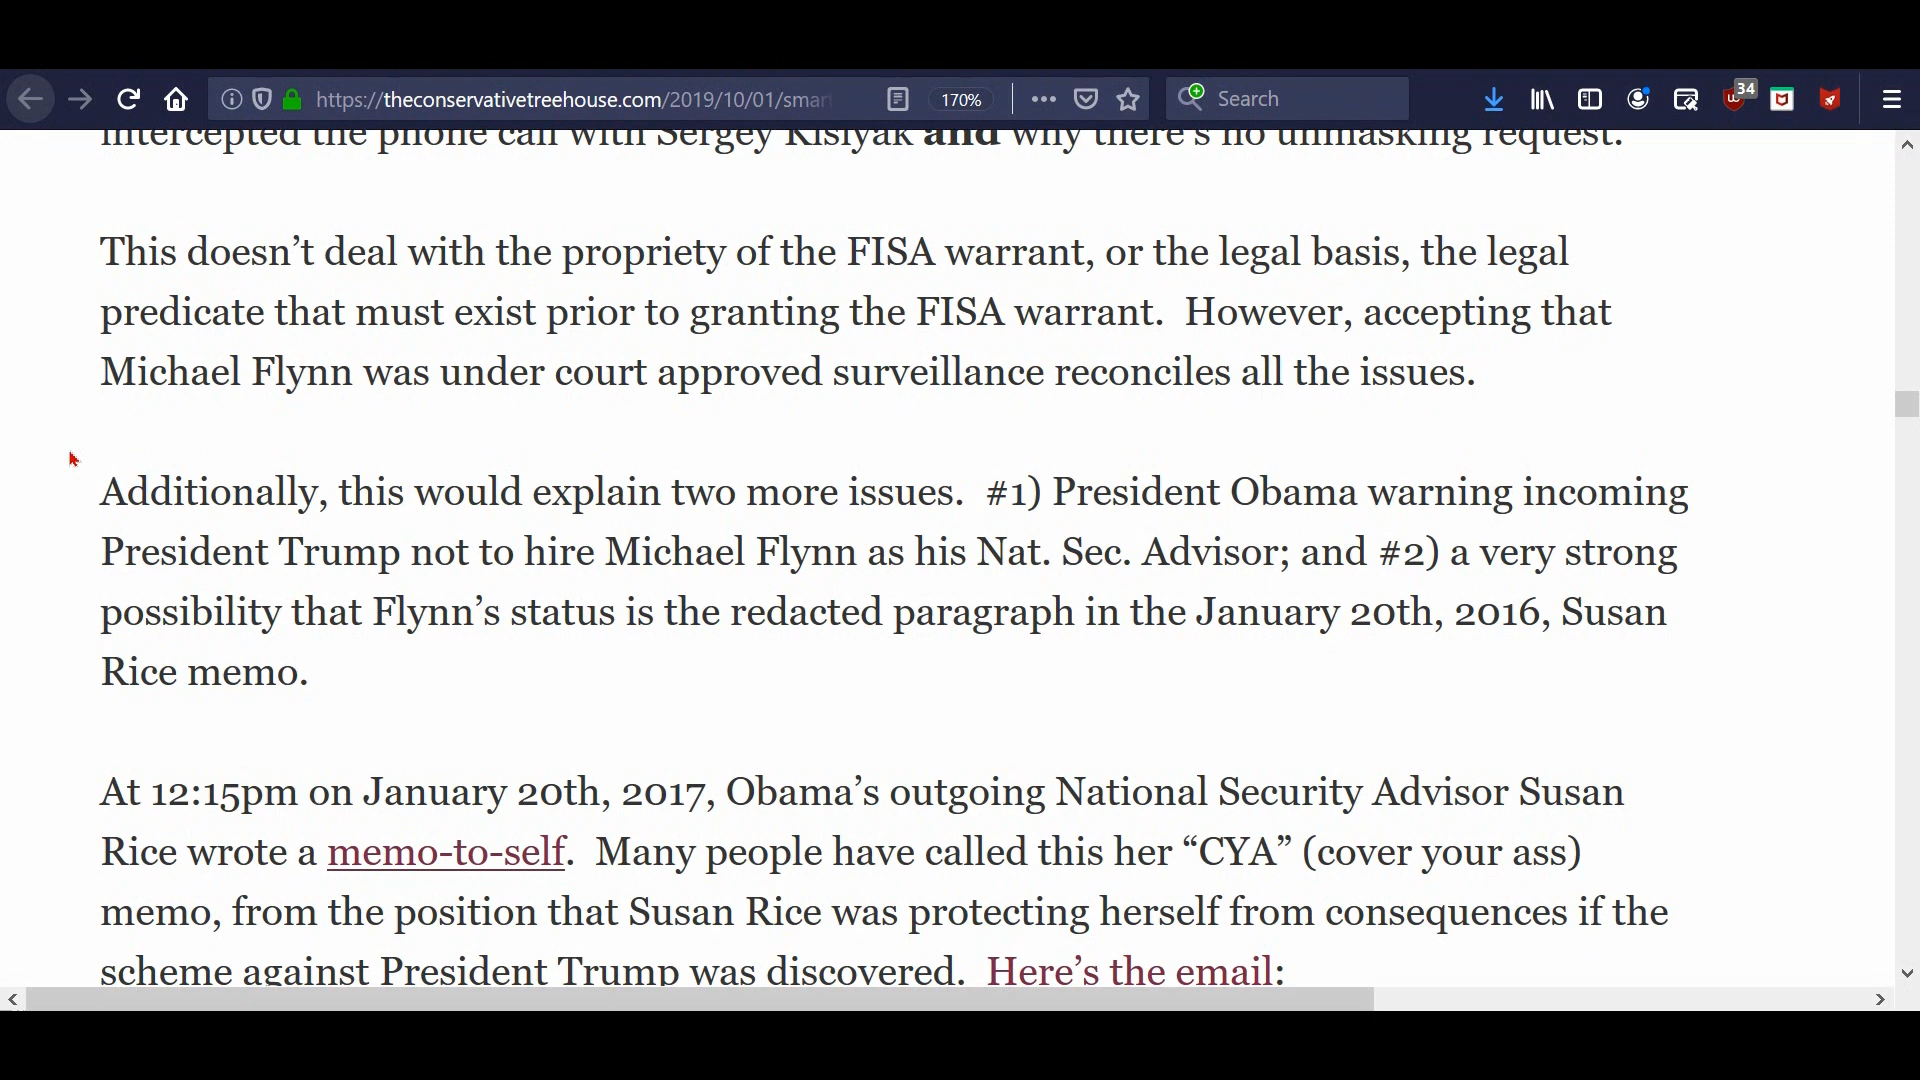 https://theconservativetreehouse.com/2019/10/01/smar
170%
Search
34
intercepted the phone call with Sergey Kislyak and why there's no unmasking request.
This doesn’t deal with the propriety of the FISA warrant, or the legal basis, the legal
predicate that must exist prior to granting the FISA warrant.  However, accepting that
Michael Flynn was under court approved surveillance reconciles all the issues.
Additionally, this would explain two more issues.  #1) President Obama warning incoming
President Trump not to hire Michael Flynn as his Nat. Sec. Advisor; and #2) a very strong
possibility that Flynn’s status is the redacted paragraph in the January 20th, 2016, Susan
Rice memo.
At 12:15pm on January 20th, 2017, Obama’s outgoing National Security Advisor Susan
Rice wrote a memo-to-self.  Many people have called this her “CYA” (cover your ass)
memo, from the position that Susan Rice was protecting herself from consequences if the
scheme against President Trump was discovered.  Here’s the email: